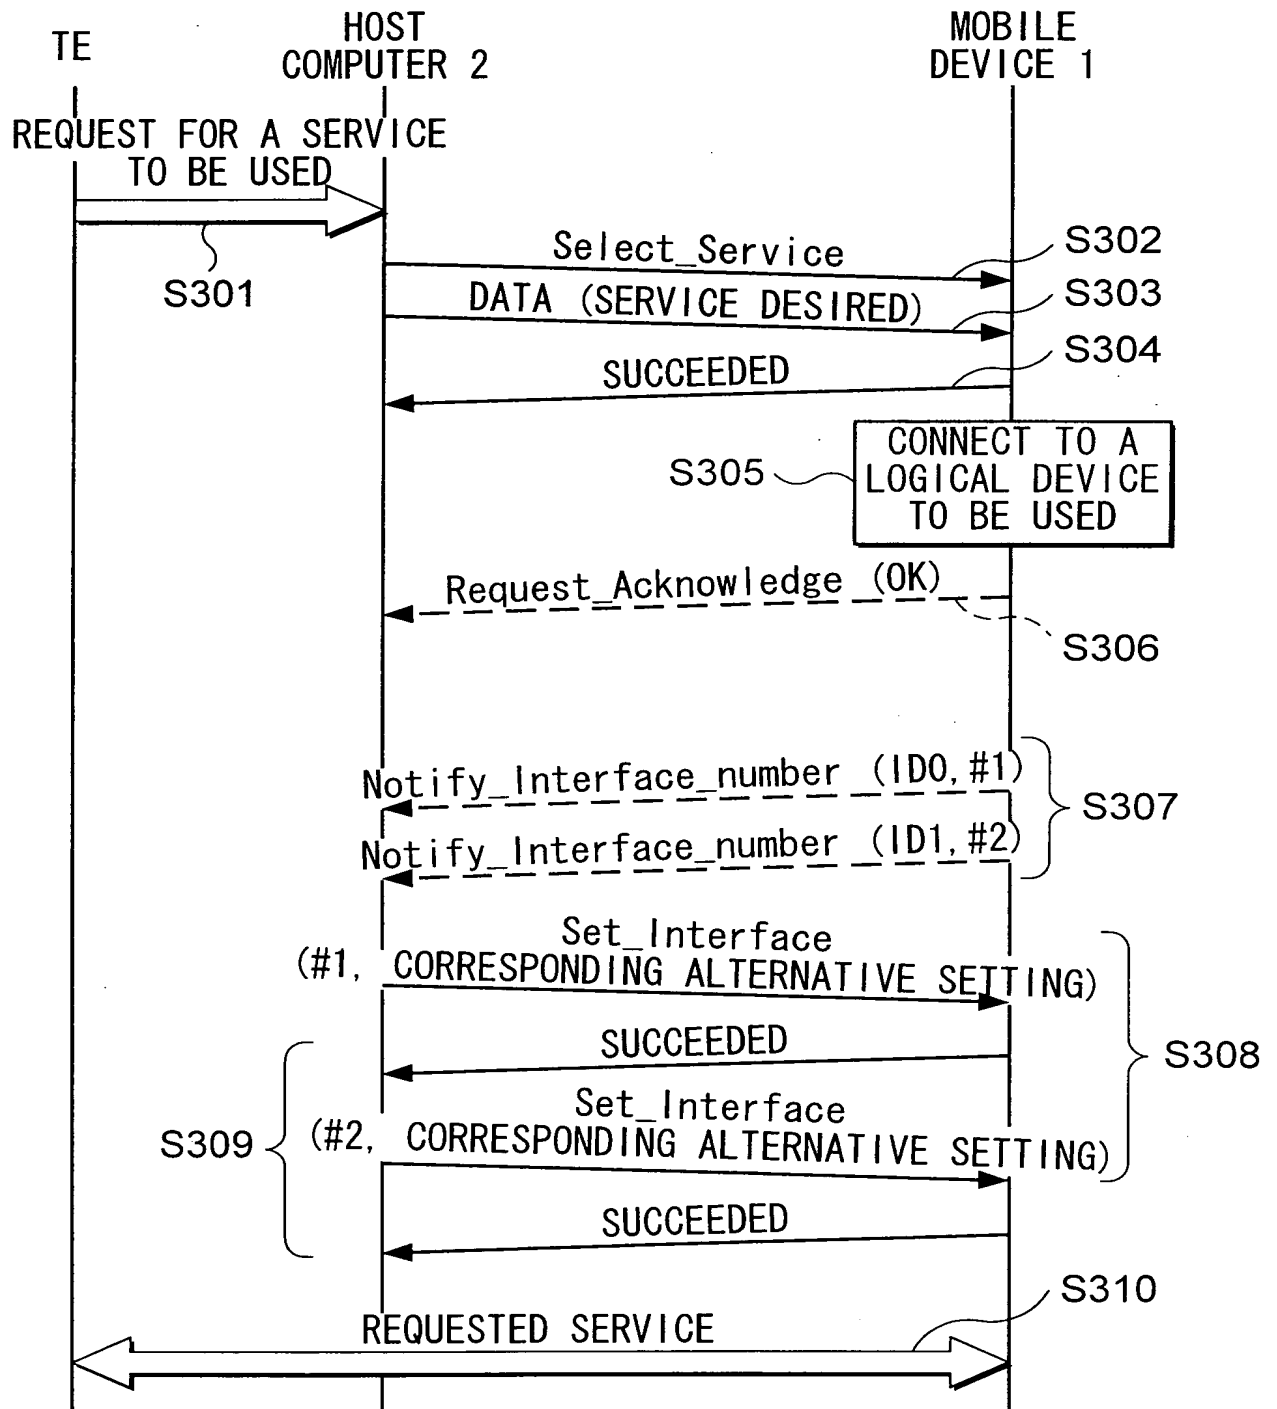 TE
HOST
COMPUTER 2
MOBILE
DEVICE 1
REQUEST FOR A SERVICE
TO BE USED
S301
Select_Service
S302
DATA (SERVICE DESIRED)
S303
SUCCEEDED
S304
CONNECT TO A
LOGICAL DEVICE
TO BE USED
S305
Request_Acknowledge (OK)
S306
Notify_Interface_number (ID0, #1)
Notify_Interface_number (ID1, #2)
S307
Set_Interface
(#1, CORRESPONDING ALTERNATIVE SETTING)
SUCCEEDED
S308
Set_Interface
(#2, CORRESPONDING ALTERNATIVE SETTING)
S309
SUCCEEDED
S310
REQUESTED SERVICE